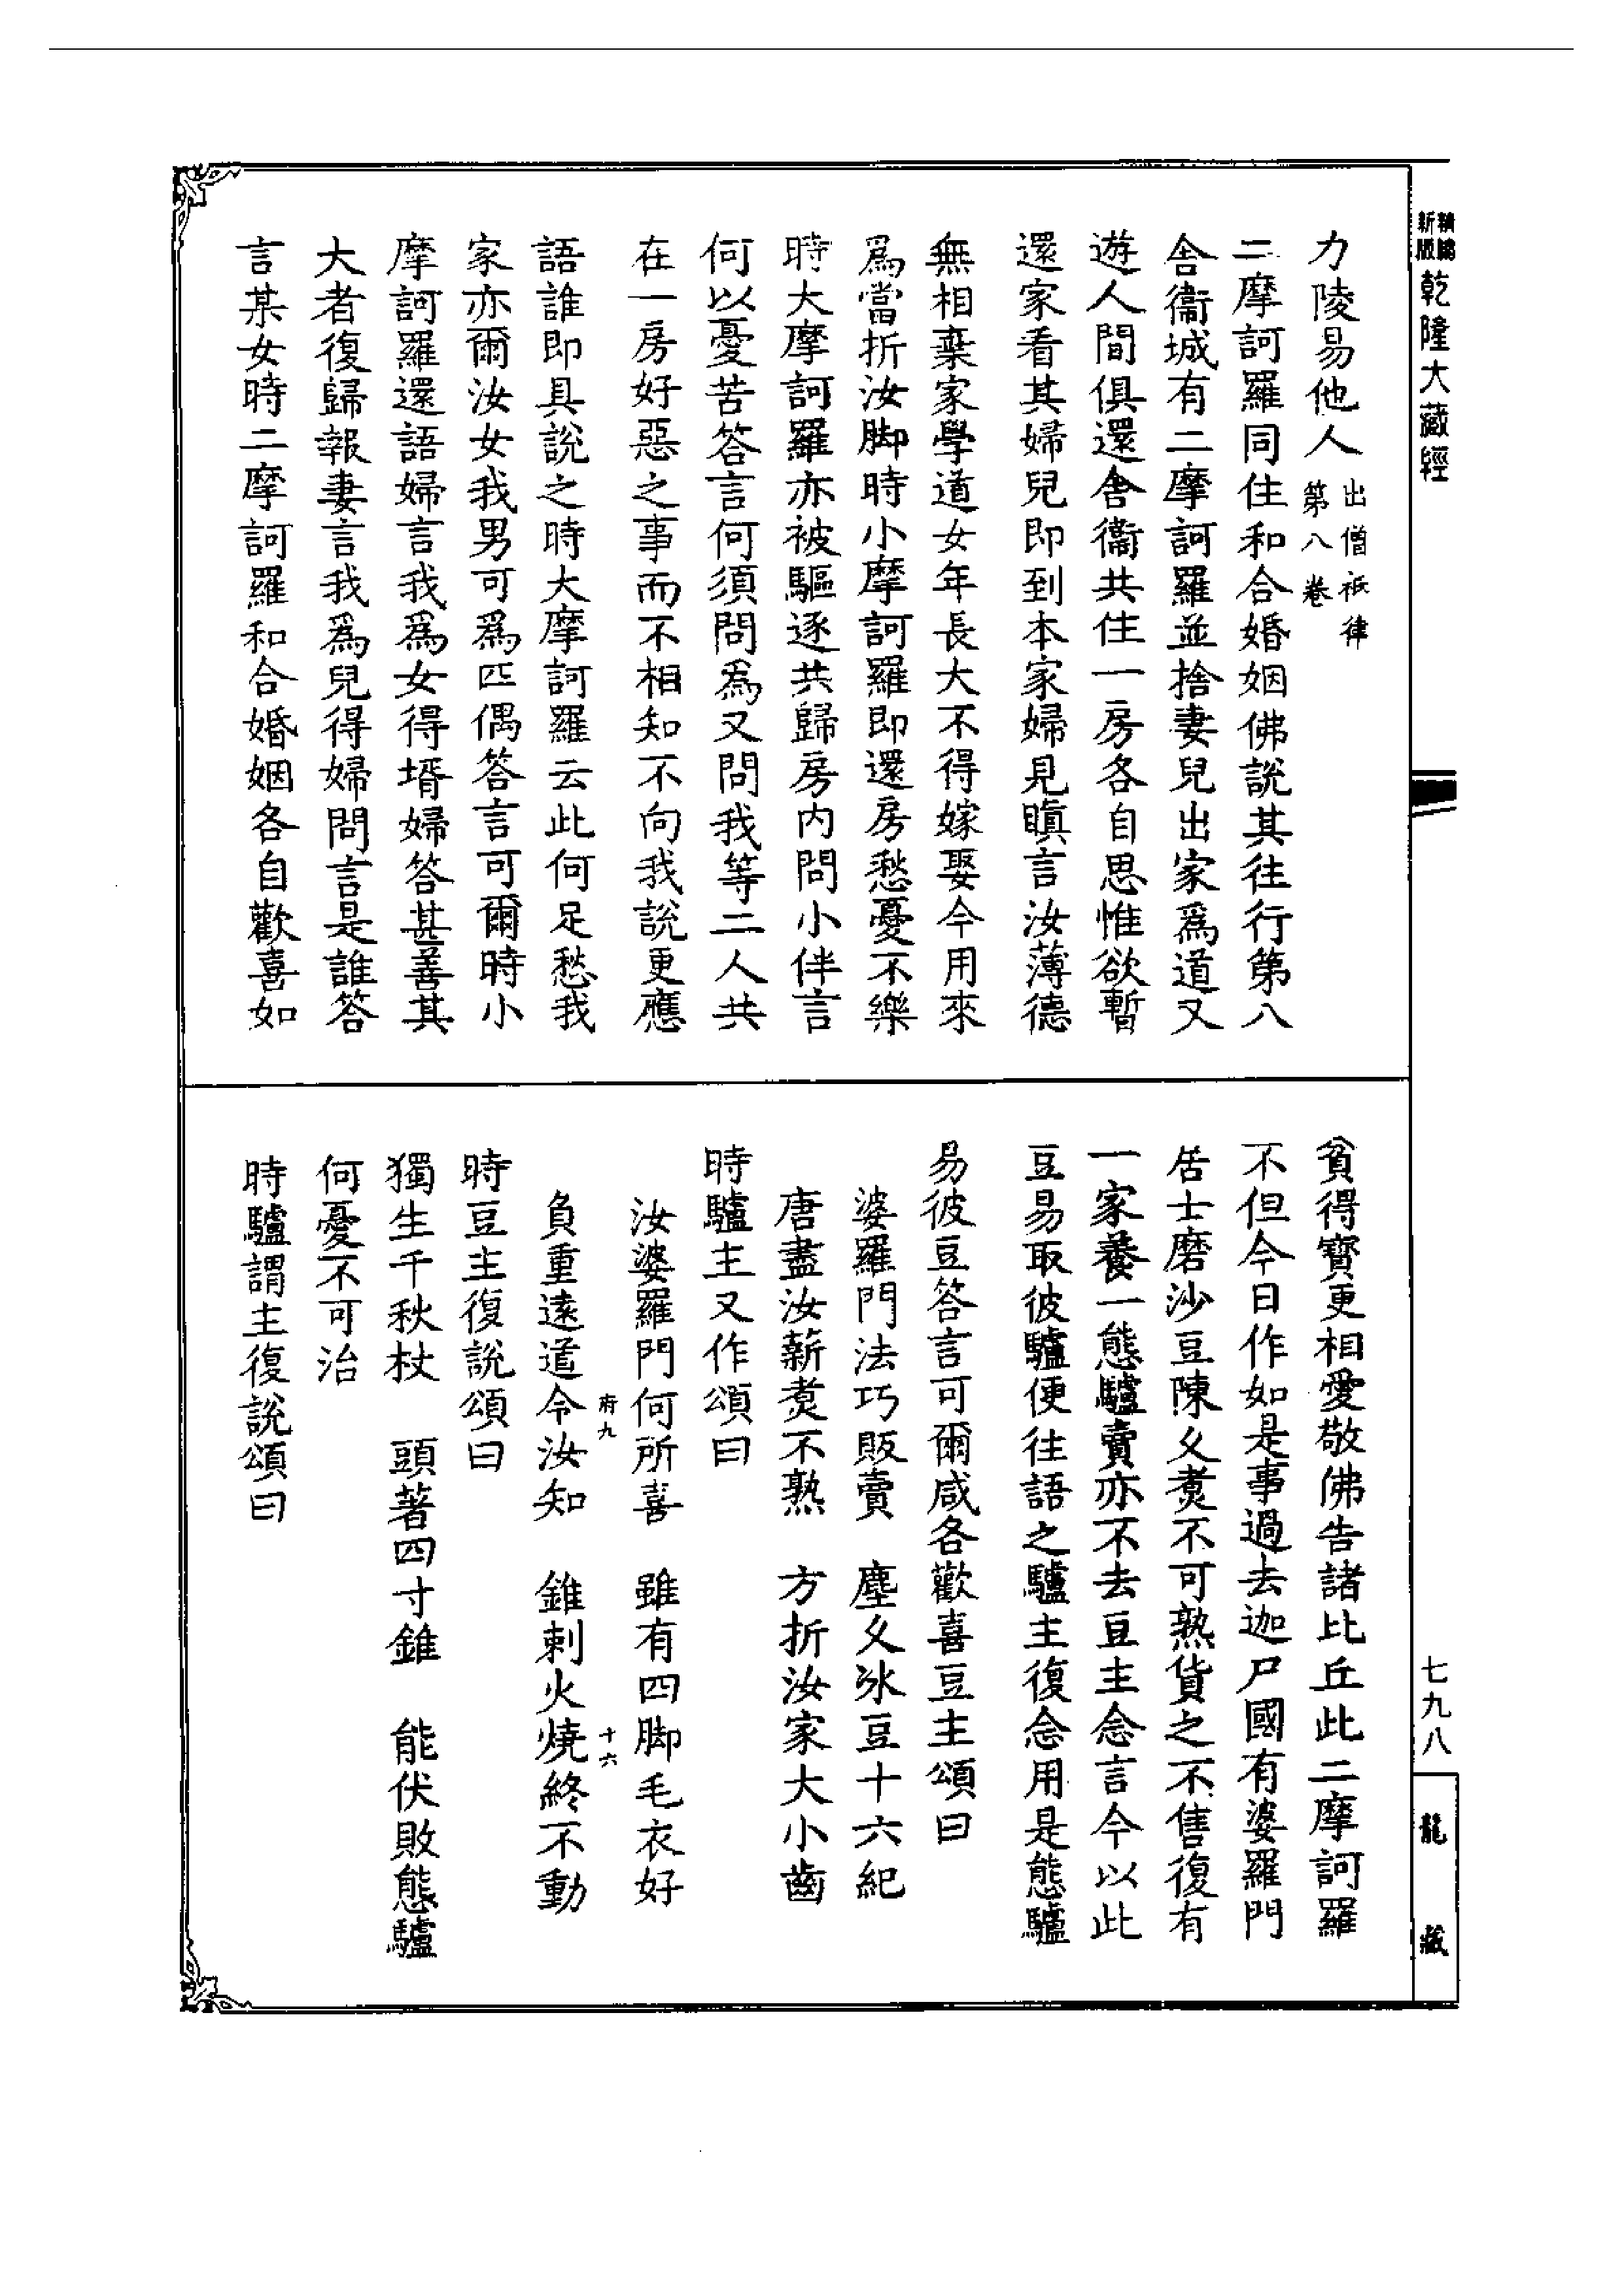 精編
新版
乾隆大藏經
力陵易他人出僧祇律
第八卷
二摩訶羅同住和合婚姻佛說其往行第八
舍衞城有二摩訶羅並捨妻兒出家爲道又
遊人間俱還舍衞共住一房各自思惟欲暫
還家看其婦兒即到本家婦見瞋言汝薄德
無相棄家學道女年長大不得嫁娶今用來
爲當折汝脚時小摩訶羅即還房愁憂不樂
時大摩訶羅亦被驅逐共歸房内問小伴言
何以憂苦答言何須問爲又問我等二人共
在一房好惡之事而不相知不向我說更應
語誰即具說之時大摩訶羅云此何足愁我
家亦爾汝女我男可爲匹偶答言可爾時小
摩訶羅還語婦言我爲女得壻婦答甚善其
大者復歸報妻言我爲兒得婦問言是誰答
言某女時二摩訶羅和合婚姻各自歡喜如
貧得寶更相愛敬佛告諸比丘此二摩訶羅
不但今日作如是事過去迦尸國有婆羅門
居士磨沙豆陳久煑不可熟貨之不售復有
一家養一態驢賣亦不去豆主念言今以此
豆易取彼驢便往語之驢主復念用是態驢
易彼豆答言可爾咸各歡喜豆主頌曰
婆羅門法巧販賣　塵久氷豆十六紀
唐盡汝薪煑不熟　方折汝家大小齒
時驢主又作頌曰
汝婆羅門何所喜　雖有四脚毛衣好
府九　十六
負重遠道令汝知　錐刺火燒終不動
時豆主復說頌曰
獨生千秋杖　頭著四寸錐　能伏敗態驢
何憂不可治
時驢謂主復說頌曰
七九八
龍藏